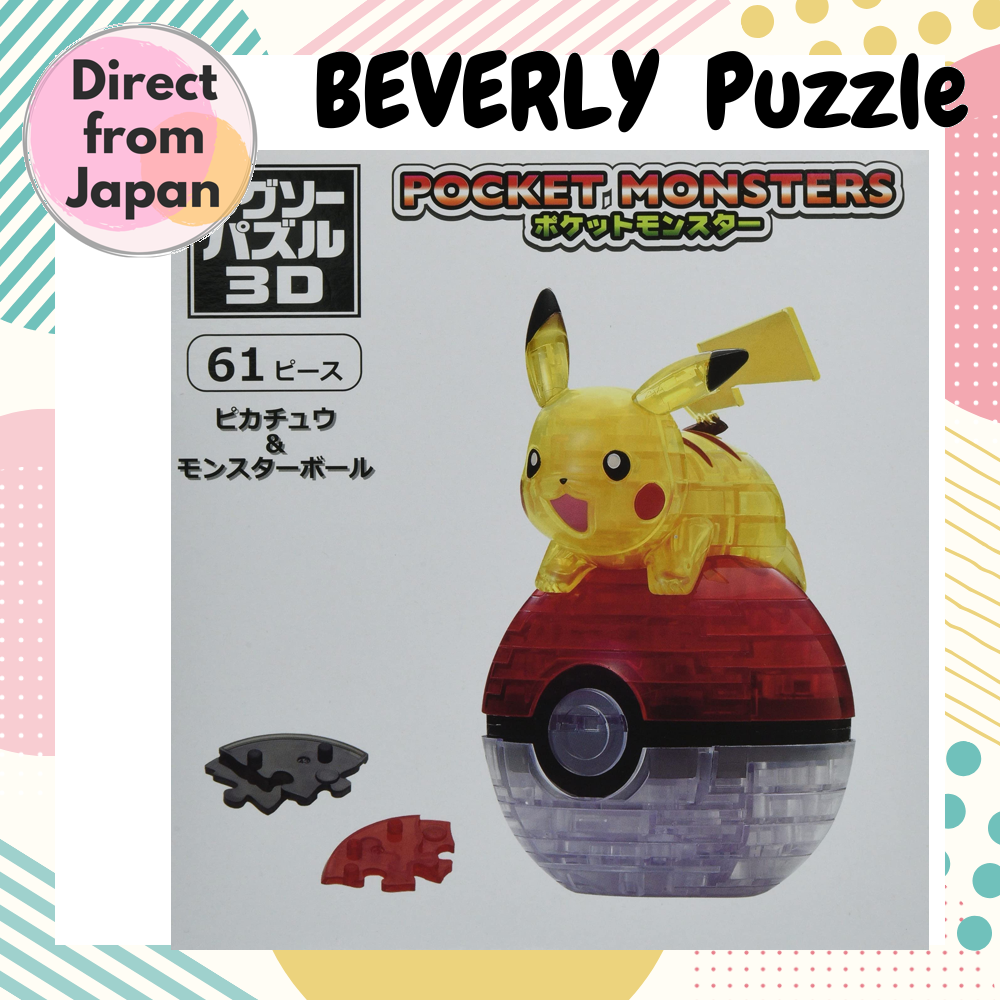 Direct
from
Japan
BEVERLY Puzzle
グソー
パズル
3D
POCKET MONSTERS
ポケットモンスター
61ピース
ピカチュウ
&
モンスターボール